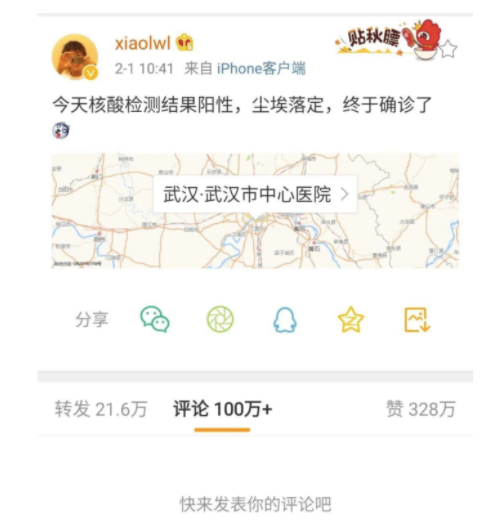 xiaolwl
贴秋膘
2-1 10:41 来自 iPhone客户端
今天核酸检测结果阳性，尘埃落定，终于确诊了
武汉·武汉市中心医院
分享
转发 21.6万 评论 100万+ 赞 328万
快来发表你的评论吧